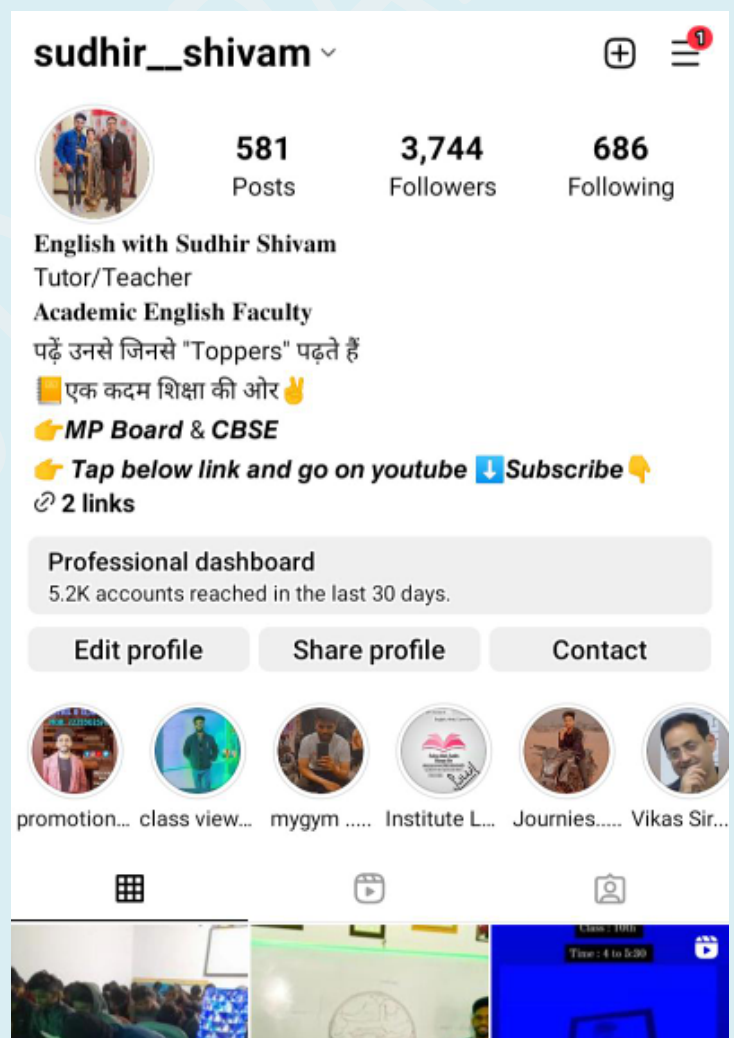 sudhir__shivam
1
581 3,744 686
Posts Followers Following
English with Sudhir Shivam
Tutor/Teacher
Academic English Faculty
पढ़ें उनसे जिनसे "Toppers" पढ़ते हैं
📒एक कदम शिक्षा की ओर✌️
👉MP Board & CBSE
👉 Tap below link and go on youtube ⬇️Subscribe👇
2 links
Professional dashboard
5.2K accounts reached in the last 30 days.
Edit profile Share profile Contact
promotion... class view... mygym ..... Institute L... Journies..... Vikas Sir...
Class : 10th
Time : 4 to 5:30